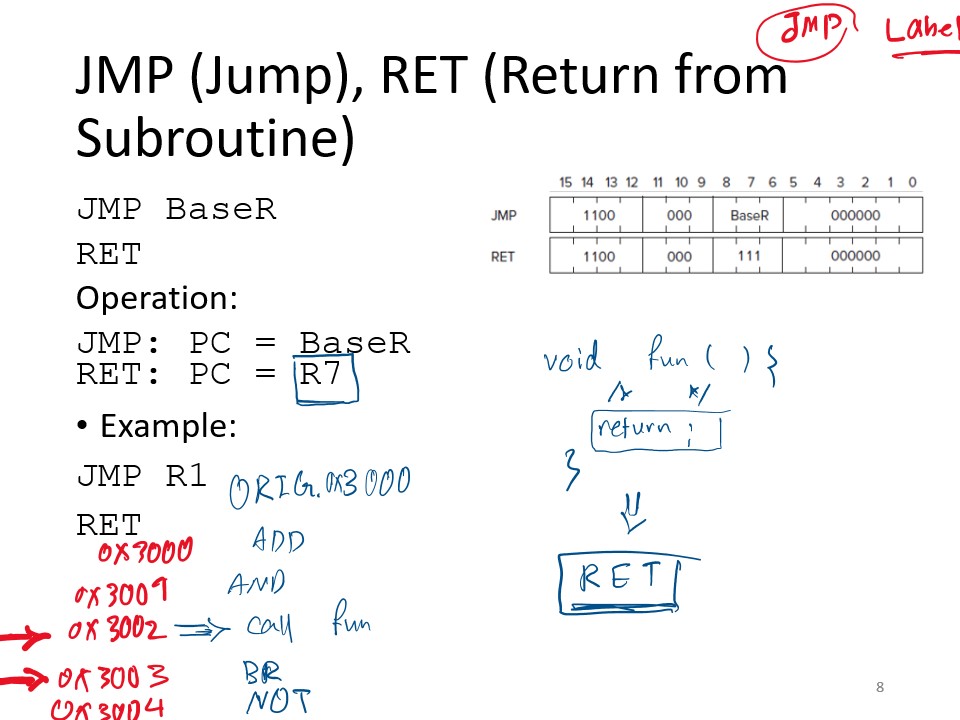 JMP Label
JMP (Jump), RET (Return from
Subroutine)
JMP BaseR
RET
Operation:
JMP: PC = BaseR
RET: PC = R7
• Example:
JMP R1
RET
15 14 13 12 11 10 9 8 7 6 5 4 3 2 1 0
JMP 1100 000 BaseR 000000
RET 1100 000 111 000000
void fun ( ) {
/* */
return ;
}
RET
ORIG. 0x3000
0x3000 ADD
0x3001 AND
0x3002 call fun
0x3003 BR
0x3004 NOT
8